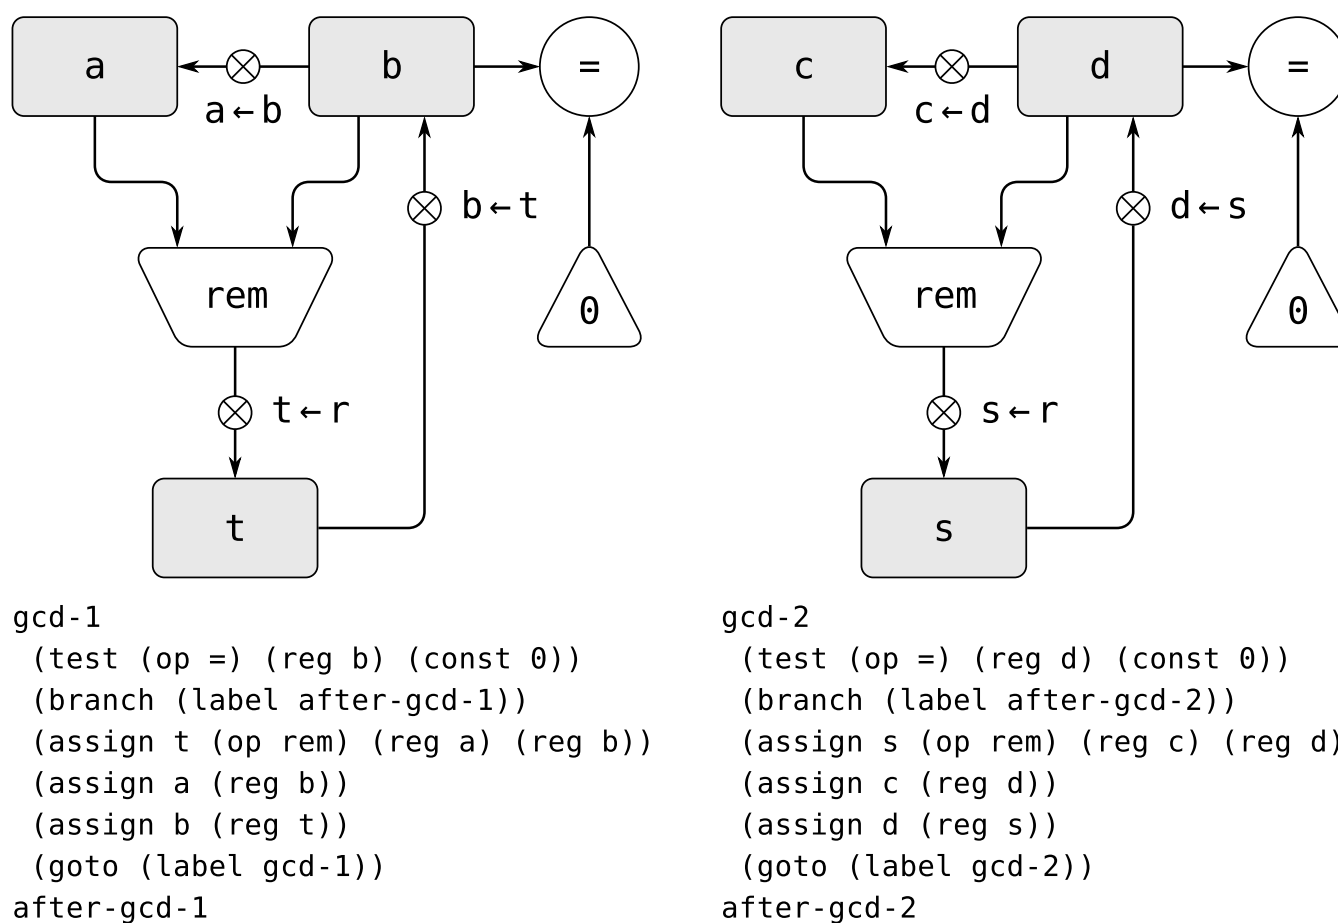 a
b
=
a←b
b←t
rem
0
t←r
t
gcd-1
(test (op =) (reg b) (const 0))
(branch (label after-gcd-1))
(assign t (op rem) (reg a) (reg b))
(assign a (reg b))
(assign b (reg t))
(goto (label gcd-1))
after-gcd-1
c
d
=
c←d
d←s
rem
0
s←r
s
gcd-2
(test (op =) (reg d) (const 0))
(branch (label after-gcd-2))
(assign s (op rem) (reg c) (reg d)
(assign c (reg d))
(assign d (reg s))
(goto (label gcd-2))
after-gcd-2